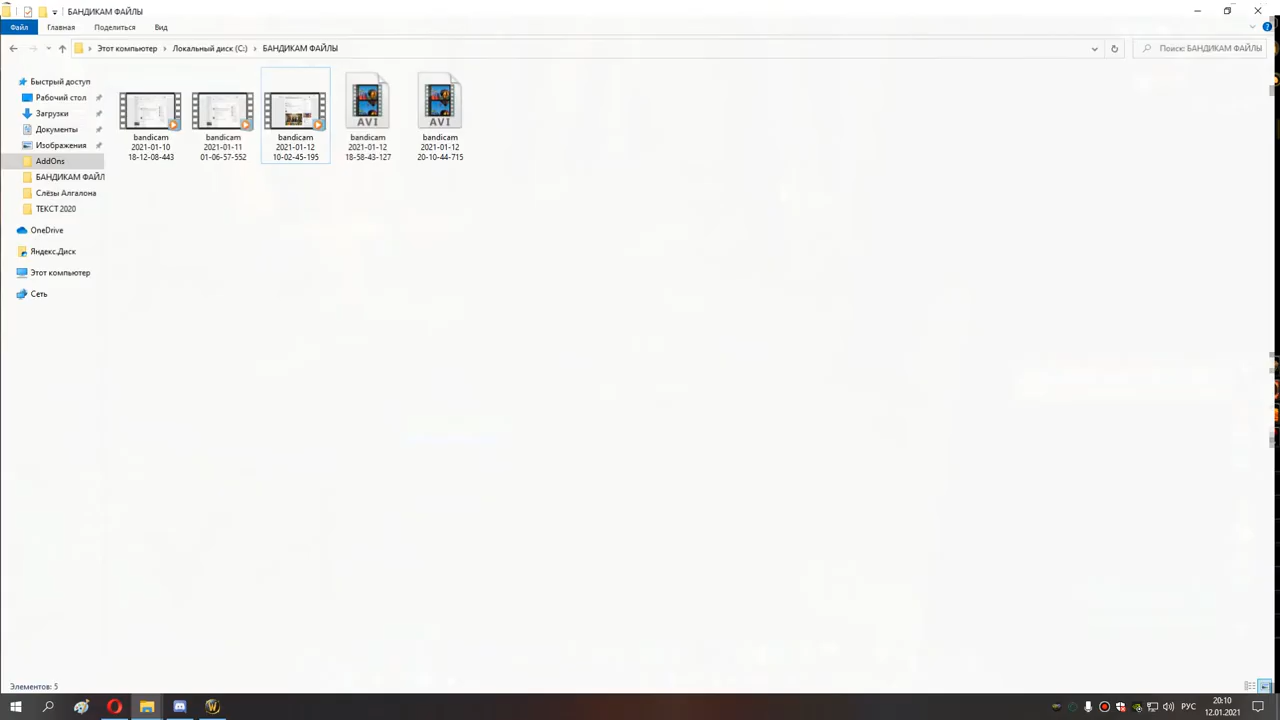 БАНДИКАМ ФАЙЛЫ
Файл Главная Поделиться Вид
Этот компьютер Локальный диск (C:) БАНДИКАМ ФАЙЛЫ
Поиск: БАНДИКАМ ФАЙЛЫ
Быстрый доступ
Рабочий стол
Загрузки
Документы
Изображения
AddOns
БАНДИКАМ ФАЙЛ
Слёзы Алгалона
ТЕКСТ 2020
OneDrive
Яндекс.Диск
Этот компьютер
Сеть
bandicam
2021-01-10
18-12-08-443
bandicam
2021-01-11
01-06-57-552
bandicam
2021-01-12
10-02-45-195
AVI
bandicam
2021-01-12
18-58-43-127
AVI
bandicam
2021-01-12
20-10-44-715
Элементов: 5
РУС
20:10
12.01.2021